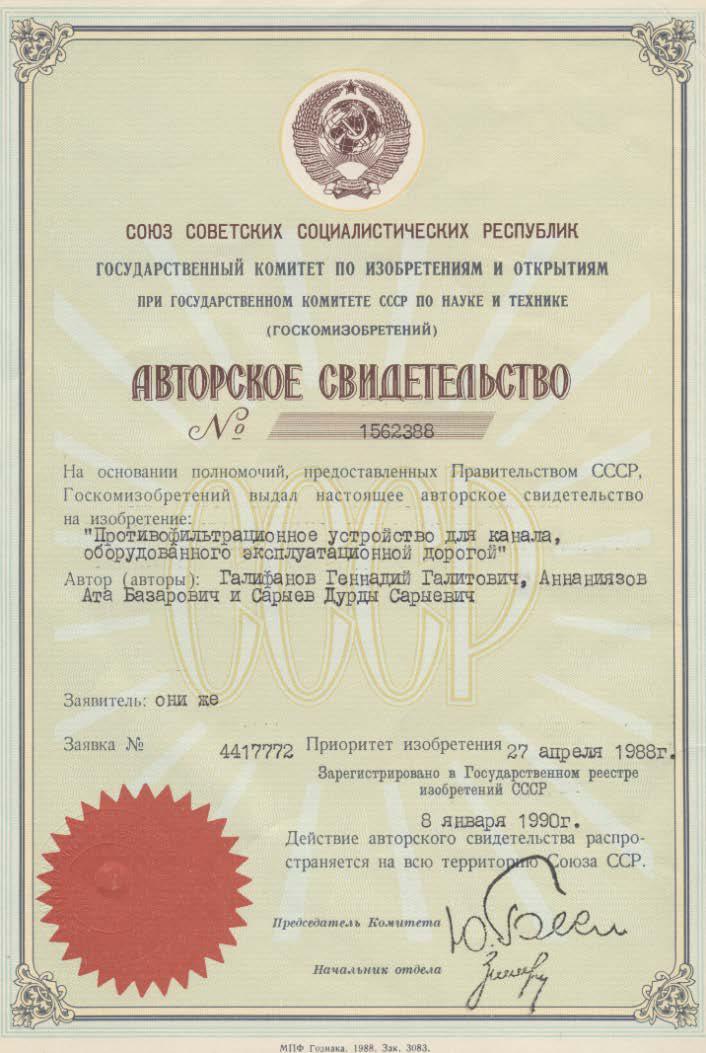 СОЮЗ СОВЕТСКИХ СОЦИАЛИСТИЧЕСКИХ РЕСПУБЛИК
ГОСУДАРСТВЕННЫЙ КОМИТЕТ ПО ИЗОБРЕТЕНИЯМ И ОТКРЫТИЯМ
ПРИ ГОСУДАРСТВЕННОМ КОМИТЕТЕ СССР ПО НАУКЕ И ТЕХНИКЕ
(ГОСКОМИЗОБРЕТЕНИЙ)
АВТОРСКОЕ СВИДЕТЕЛЬСТВО
№ 1562388
СССР
На основании полномочий, предоставленных Правительством СССР,
Госкомизобретений выдал настоящее авторское свидетельство
на изобретение:
"Противофильтрационное устройство для канала,
оборудованного эксплуатационной дорогой"
Автор (авторы): Галифанов Геннадий Галитович, Аннаниязов
Ата Базарович и Сарыев Дурды Сарыевич
Заявитель: они же
Заявка № 4417772 Приоритет изобретения 27 апреля 1988г.
Зарегистрировано в Государственном реестре
изобретений СССР
8 января 1990г.
Действие авторского свидетельства распро-
страняется на всю территорию Союза ССР.
Председатель Комитета
Начальник отдела
МПФ Гознака. 1988. Зак. 3083.